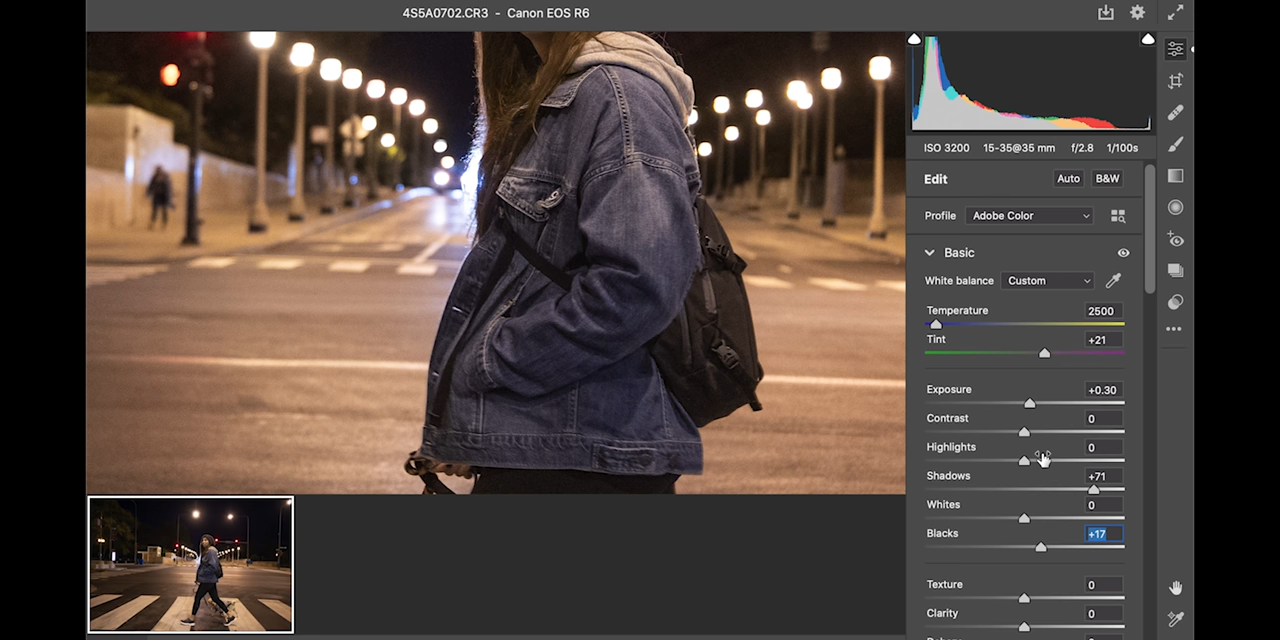 4S5A0702.CR3 - Canon EOS R6
ISO 3200 15-35@35 mm f/2.8 1/100s
Edit Auto B&W
Profile Adobe Color
Basic
White balance Custom
Temperature 2500
Tint +21
Exposure +0.30
Contrast 0
Highlights 0
Shadows +71
Whites 0
Blacks +17
Texture 0
Clarity 0